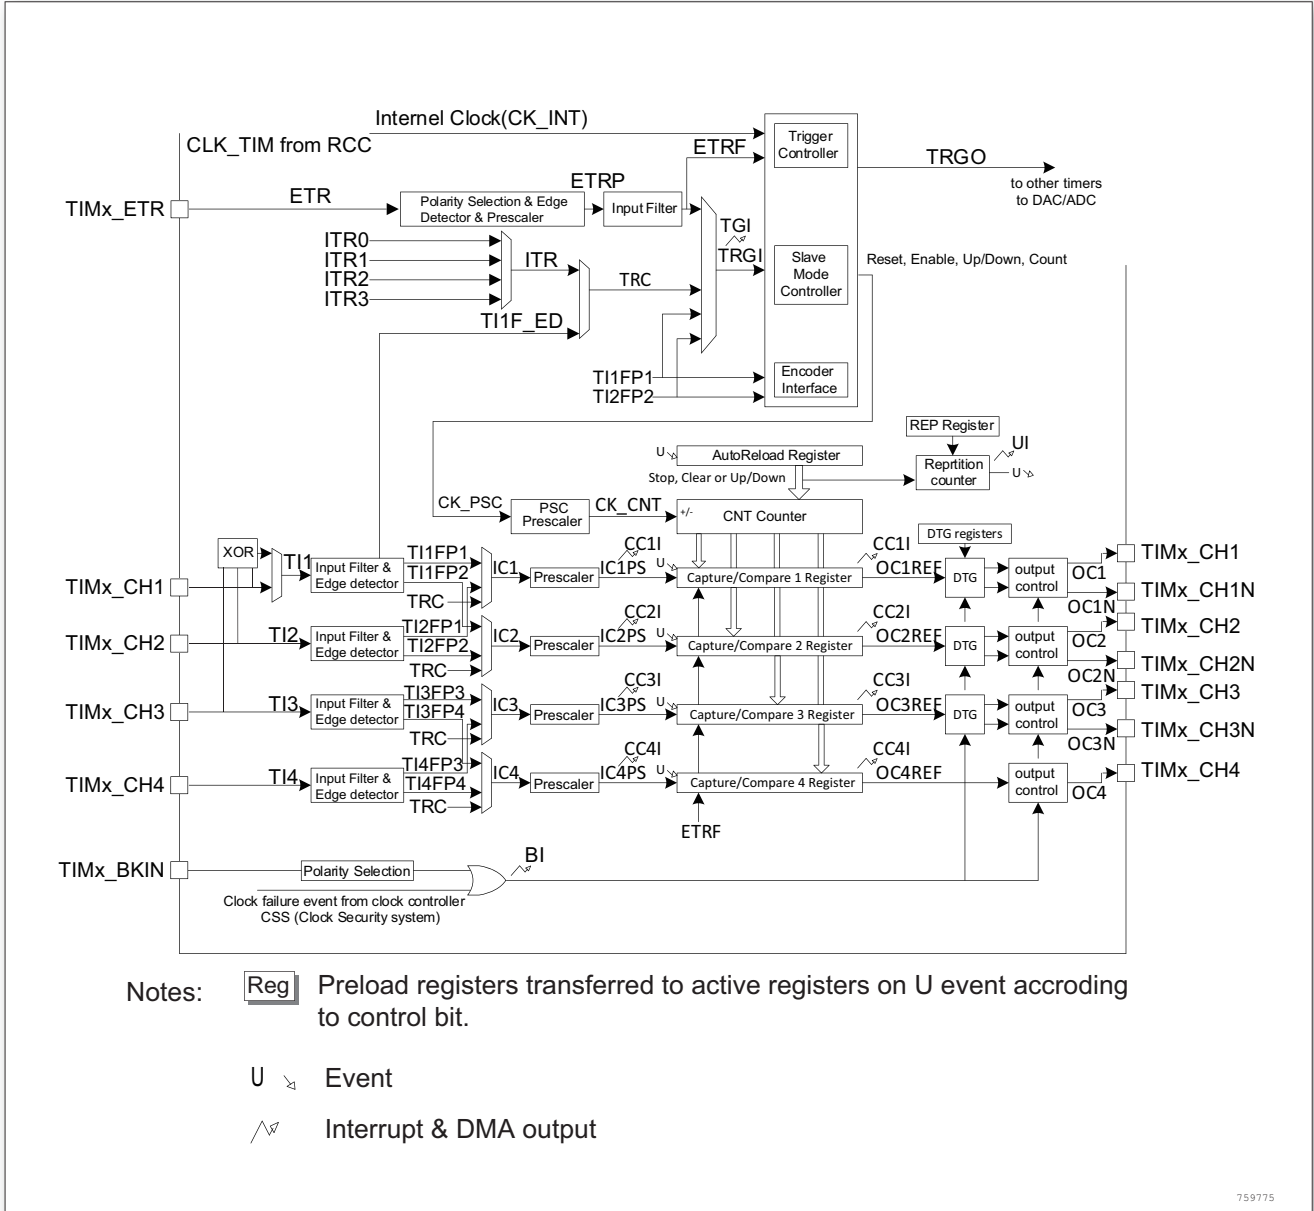 Internel Clock(CK_INT)
CLK_TIM from RCC
ETRF
Trigger
Controller
TRGO
to other timers
to DAC/ADC
TIMx_ETR
ETR
Polarity Selection & Edge
Detector & Prescaler
ETRP
Input Filter
TGI
TRGI
ITR0
ITR1
ITR2
ITR3
ITR
TRC
TI1F_ED
Slave
Mode
Controller
Reset, Enable, Up/Down, Count
TI1FP1
TI2FP2
Encoder
Interface
REP Register
U
AutoReload Register
Reprtition
counter
UI
U
Stop, Clear or Up/Down
CK_PSC
PSC
Prescaler
CK_CNT
+/-
CNT Counter
DTG registers
XOR
TI1
TIMx_CH1
Input Filter &
Edge detector
TI1FP1
TI1FP2
TRC
IC1
Prescaler
CC1I
IC1PS
U
Capture/Compare 1 Register
CC1I
OC1REF
DTG
output
control
OC1
OC1N
TIMx_CH1
TIMx_CH1N
TIMx_CH2
TI2
Input Filter &
Edge detector
TI2FP1
TI2FP2
TRC
IC2
Prescaler
CC2I
IC2PS
U
Capture/Compare 2 Register
CC2I
OC2REF
DTG
output
control
OC2
OC2N
TIMx_CH2
TIMx_CH2N
TIMx_CH3
TI3
Input Filter &
Edge detector
TI3FP3
TI3FP4
TRC
IC3
Prescaler
CC3I
IC3PS
U
Capture/Compare 3 Register
CC3I
OC3REF
DTG
output
control
OC3
OC3N
TIMx_CH3
TIMx_CH3N
TIMx_CH4
TI4
Input Filter &
Edge detector
TI4FP3
TI4FP4
TRC
IC4
Prescaler
CC4I
IC4PS
U
Capture/Compare 4 Register
CC4I
OC4REF
output
control
OC4
TIMx_CH4
ETRF
TIMx_BKIN
Polarity Selection
BI
Clock failure event from clock controller
CSS (Clock Security system)
Notes:
Reg
Preload registers transferred to active registers on U event accroding
to control bit.
U
Event
Interrupt & DMA output
759775